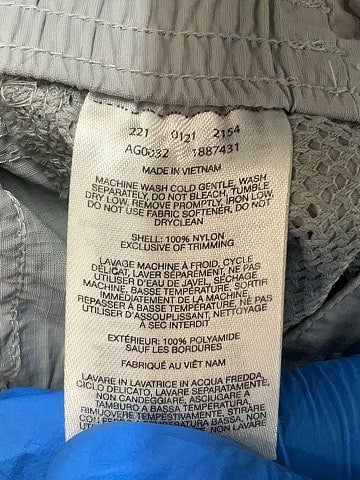 221 0121 2154
AG0832 1887431
MADE IN VIETNAM
MACHINE WASH COLD GENTLE, WASH
SEPARATELY, DO NOT BLEACH, TUMBLE
DRY LOW, REMOVE PROMPTLY, IRON LOW,
DO NOT USE FABRIC SOFTENER, DO NOT
DRYCLEAN
SHELL: 100% NYLON
EXCLUSIVE OF TRIMMING
LAVAGE MACHINE À FROID, CYCLE
DÉLICAT, LAVER SÉPARÉMENT, NE PAS
UTILISER D'EAU DE JAVEL, SÉCHAGE
MACHINE, BASSE TEMPÉRATURE, SORTIR
IMMÉDIATEMENT DE LA MACHINE,
REPASSER À BASSE TEMPÉRATURE, NE PAS
UTILISER D'ASSOUPLISSANT, NETTOYAGE
A SEC INTERDIT
EXTÉRIEUR: 100% POLYAMIDE
SAUF LES BORDURES
FABRIQUÉ AU VIÊT NAM
LAVARE IN LAVATRICE IN ACQUA FREDDA,
CICLO DELICATO, LAVARE SEPARATAMENTE,
NON CANDEGGIARE, ASCIUGARE A
TAMBURO A BASSA TEMPERATURA,
RIMUOVERE TEMPESTIVAMENTE, STIRARE
BASSA TEMPERATURA, NON USARE
NON LAVARE